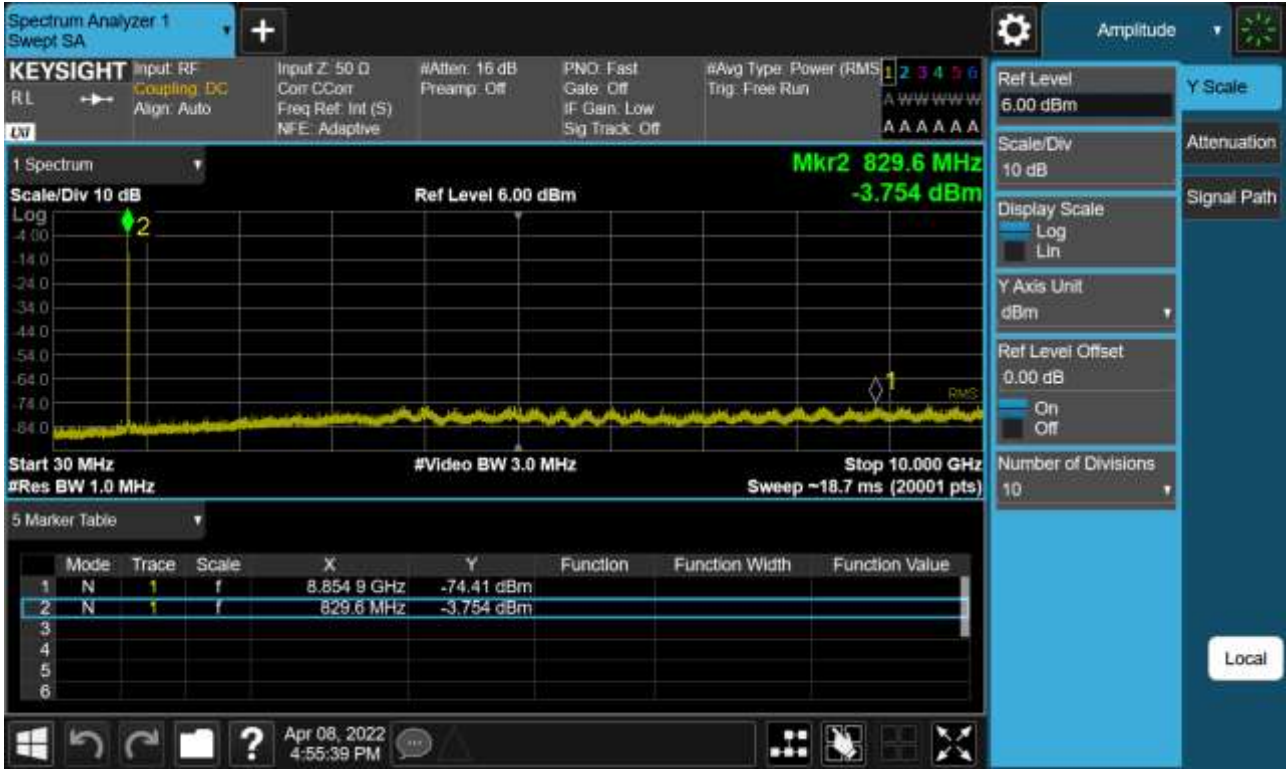 Spectrum Analyzer 1
Swept SA
+
Amplitude
KEYSIGHT
RL
LXI
Input: RF
Coupling: DC
Align: Auto
Input Z: 50 Ω
Corr CCorr
Freq Ref: Int (S)
NFE: Adaptive
#Atten: 16 dB
Preamp: Off
PNO: Fast
Gate: Off
IF Gain: Low
Sig Track: Off
#Avg Type: Power (RMS
Trig: Free Run
1 2 3 4 5 6
A W W W W W
A A A A A A
1 Spectrum
Mkr2 829.6 MHz
Scale/Div 10 dB
Ref Level 6.00 dBm
-3.754 dBm
Log
2
-4.00
-14.0
-24.0
-34.0
-44.0
-54.0
-64.0
1
-74.0
RMS
-84.0
Start 30 MHz
#Video BW 3.0 MHz
Stop 10.000 GHz
#Res BW 1.0 MHz
Sweep ~18.7 ms (20001 pts)
5 Marker Table
Mode Trace Scale X Y Function Function Width Function Value
1 N 1 f 8.854 9 GHz -74.41 dBm
2 N 1 f 829.6 MHz -3.754 dBm
3
4
5
6
Ref Level
6.00 dBm
Scale/Div
10 dB
Display Scale
Log
Lin
Y Axis Unit
dBm
Ref Level Offset
0.00 dB
On
Off
Number of Divisions
10
Y Scale
Attenuation
Signal Path
Local
?
Apr 08, 2022
4:55:39 PM